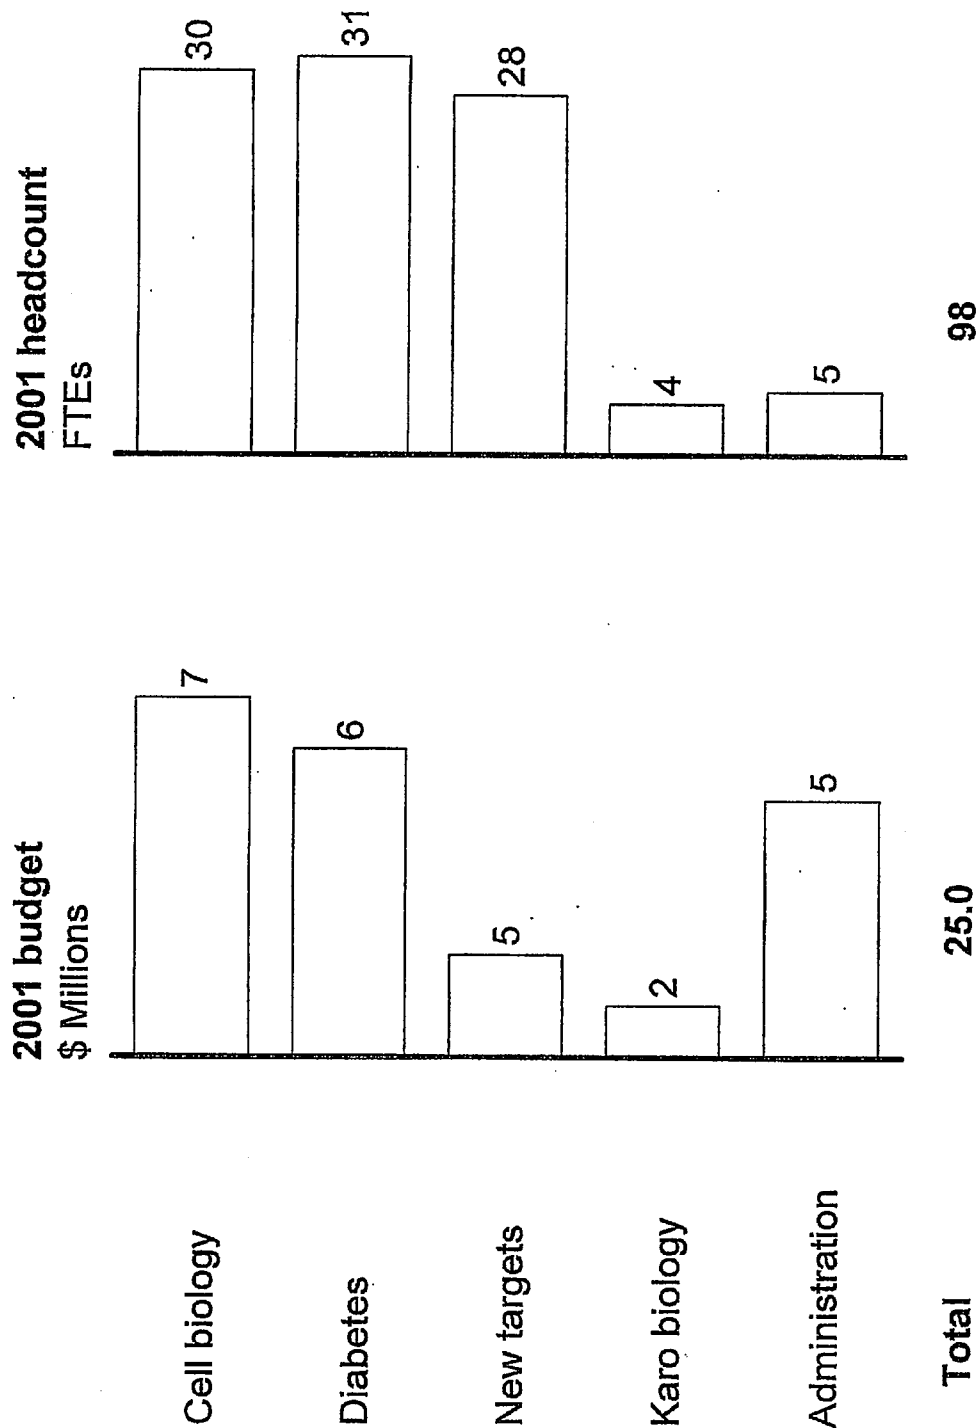 2001 budget
$ Millions
2001 headcount
FTEs
Cell biology
7
30
Diabetes
6
31
New targets
5
28
Karo biology
2
4
Administration
5
5
Total
25.0
98